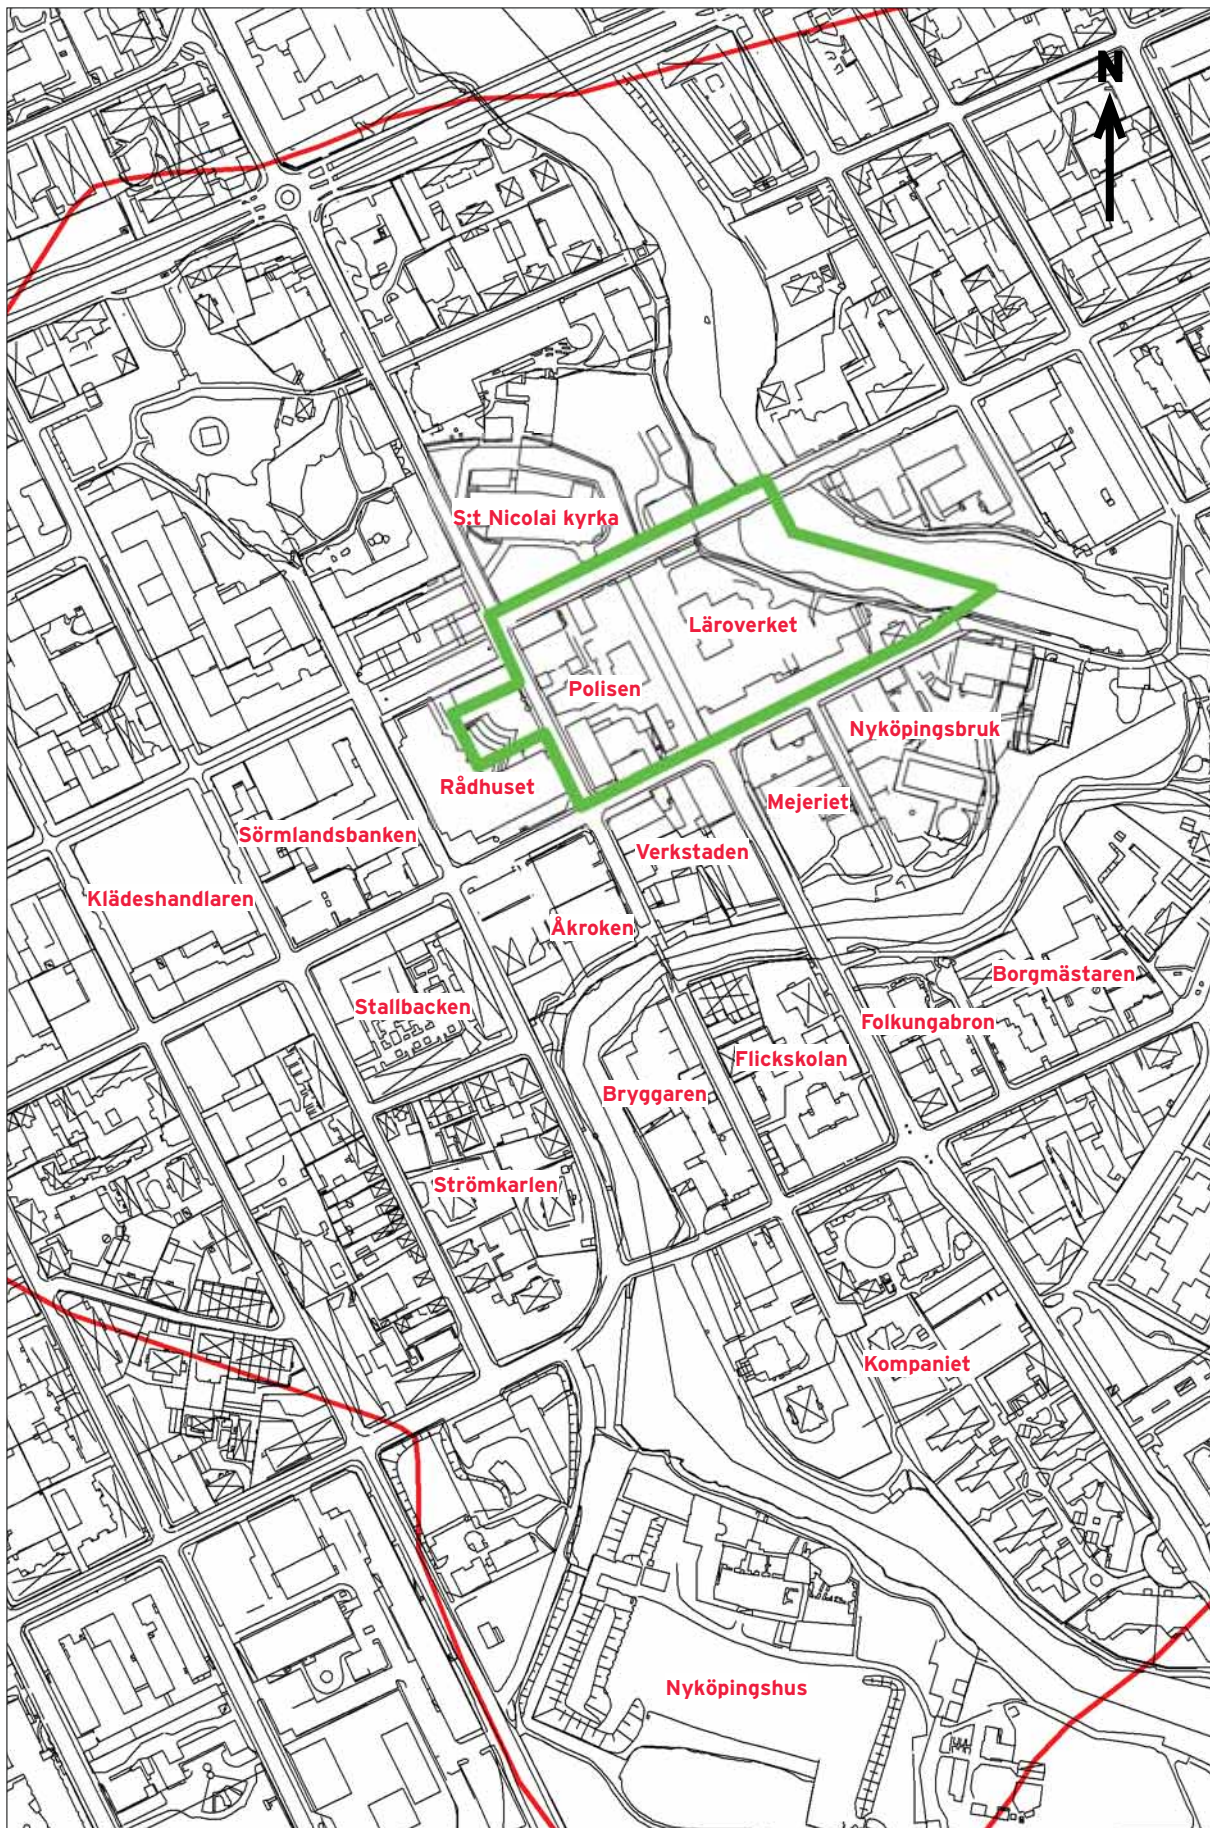 N
S:t Nicolai kyrka
Läroverket
Polisen
Nyköpingsbruk
Rådhuset
Mejeriet
Sörmlandsbanken
Verkstaden
Klädeshandlaren
Åkroken
Borgmästaren
Stallbacken
Folkungabron
Flickskolan
Bryggaren
Strömkarlen
Kompaniet
Nyköpingshus